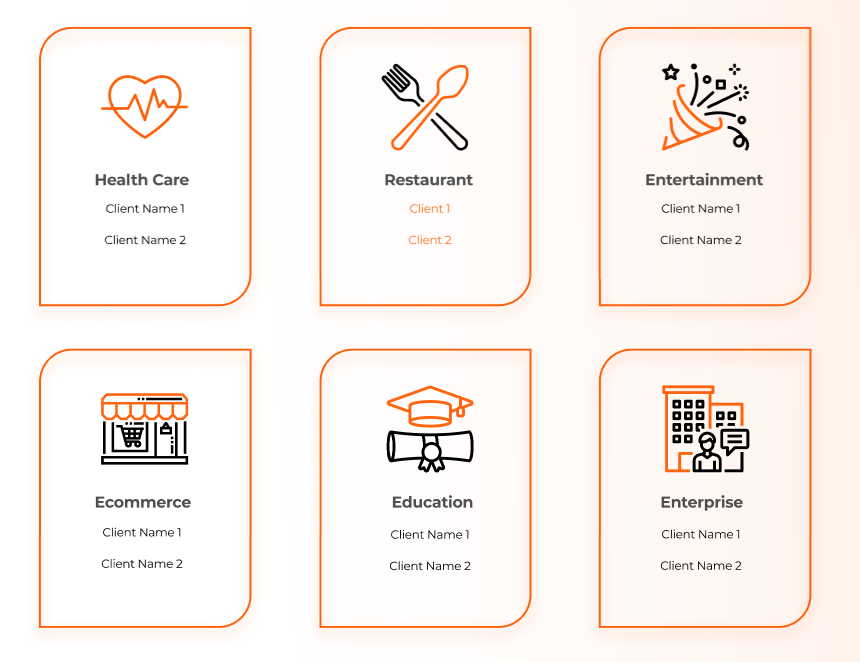 Health Care
Client Name 1
Client Name 2
Restaurant
Client 1
Client 2
Entertainment
Client Name 1
Client Name 2
Ecommerce
Client Name 1
Client Name 2
Education
Client Name 1
Client Name 2
Enterprise
Client Name 1
Client Name 2